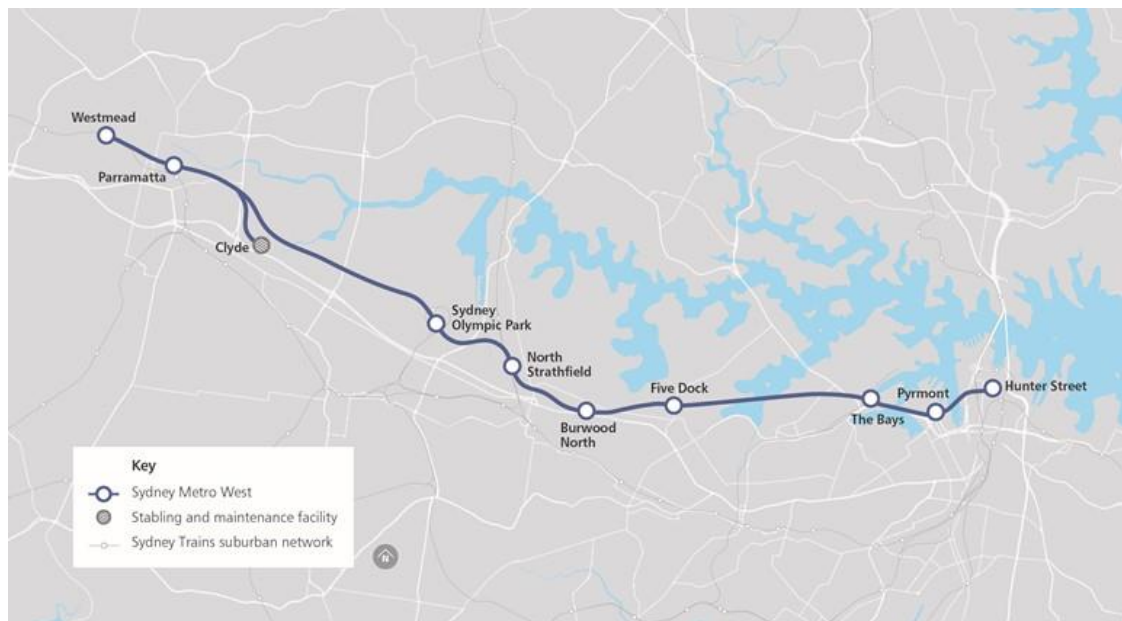 Westmead
Parramatta
Clyde
Sydney
Olympic Park
North
Strathfield
Burwood
North
Five Dock
The Bays
Pyrmont
Hunter Street
Key
Sydney Metro West
Stabling and maintenance facility
Sydney Trains suburban network
N